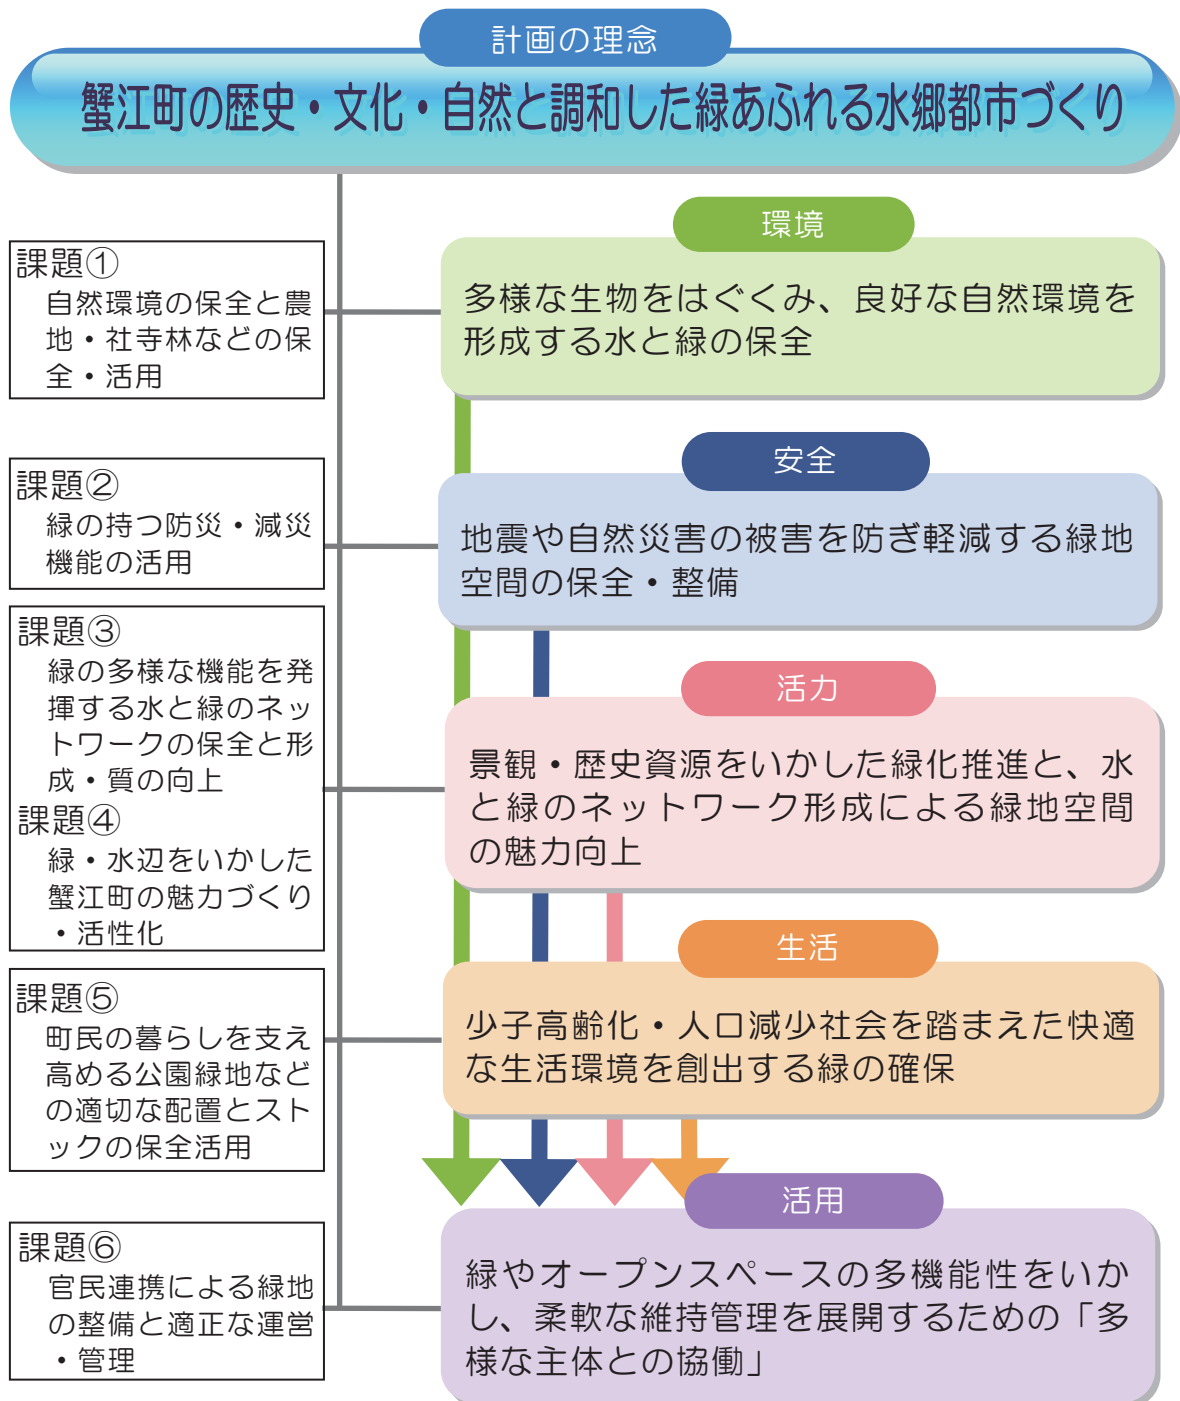 計画の理念
蟹江町の歴史・文化・自然と調和した緑あふれる水郷都市づくり
課題①
自然環境の保全と農
地・社寺林などの保
全・活用
環境
多様な生物をはぐくみ、良好な自然環境を
形成する水と緑の保全
課題②
緑の持つ防災・減災
機能の活用
安全
地震や自然災害の被害を防ぎ軽減する緑地
空間の保全・整備
課題③
緑の多様な機能を発
揮する水と緑のネッ
トワークの保全と形
成・質の向上
課題④
緑・水辺をいかした
蟹江町の魅力づくり
・活性化
活力
景観・歴史資源をいかした緑化推進と、水
と緑のネットワーク形成による緑地空間
の魅力向上
課題⑤
町民の暮らしを支え
高める公園緑地など
の適切な配置とスト
ックの保全活用
生活
少子高齢化・人口減少社会を踏まえた快適
な生活環境を創出する緑の確保
課題⑥
官民連携による緑地
の整備と適正な運営
・管理
活用
緑やオープンスペースの多機能性をいか
し、柔軟な維持管理を展開するための「多
様な主体との協働」